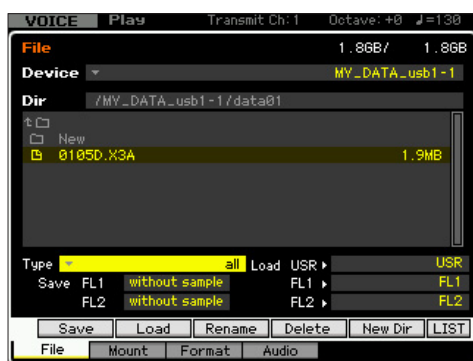 VOICE Play Transmit Ch:1 Octave:+0 ♩=130
File 1.8GB/ 1.8GB
Device MY_DATA_usb1-1
Dir /MY_DATA_usb1-1/data01
New
0105D.X3A 1.9MB
Type all Load USR USR
Save FL1 without sample FL1 FL1
FL2 without sample FL2 FL2
Save Load Rename Delete New Dir LIST
File Mount Format Audio